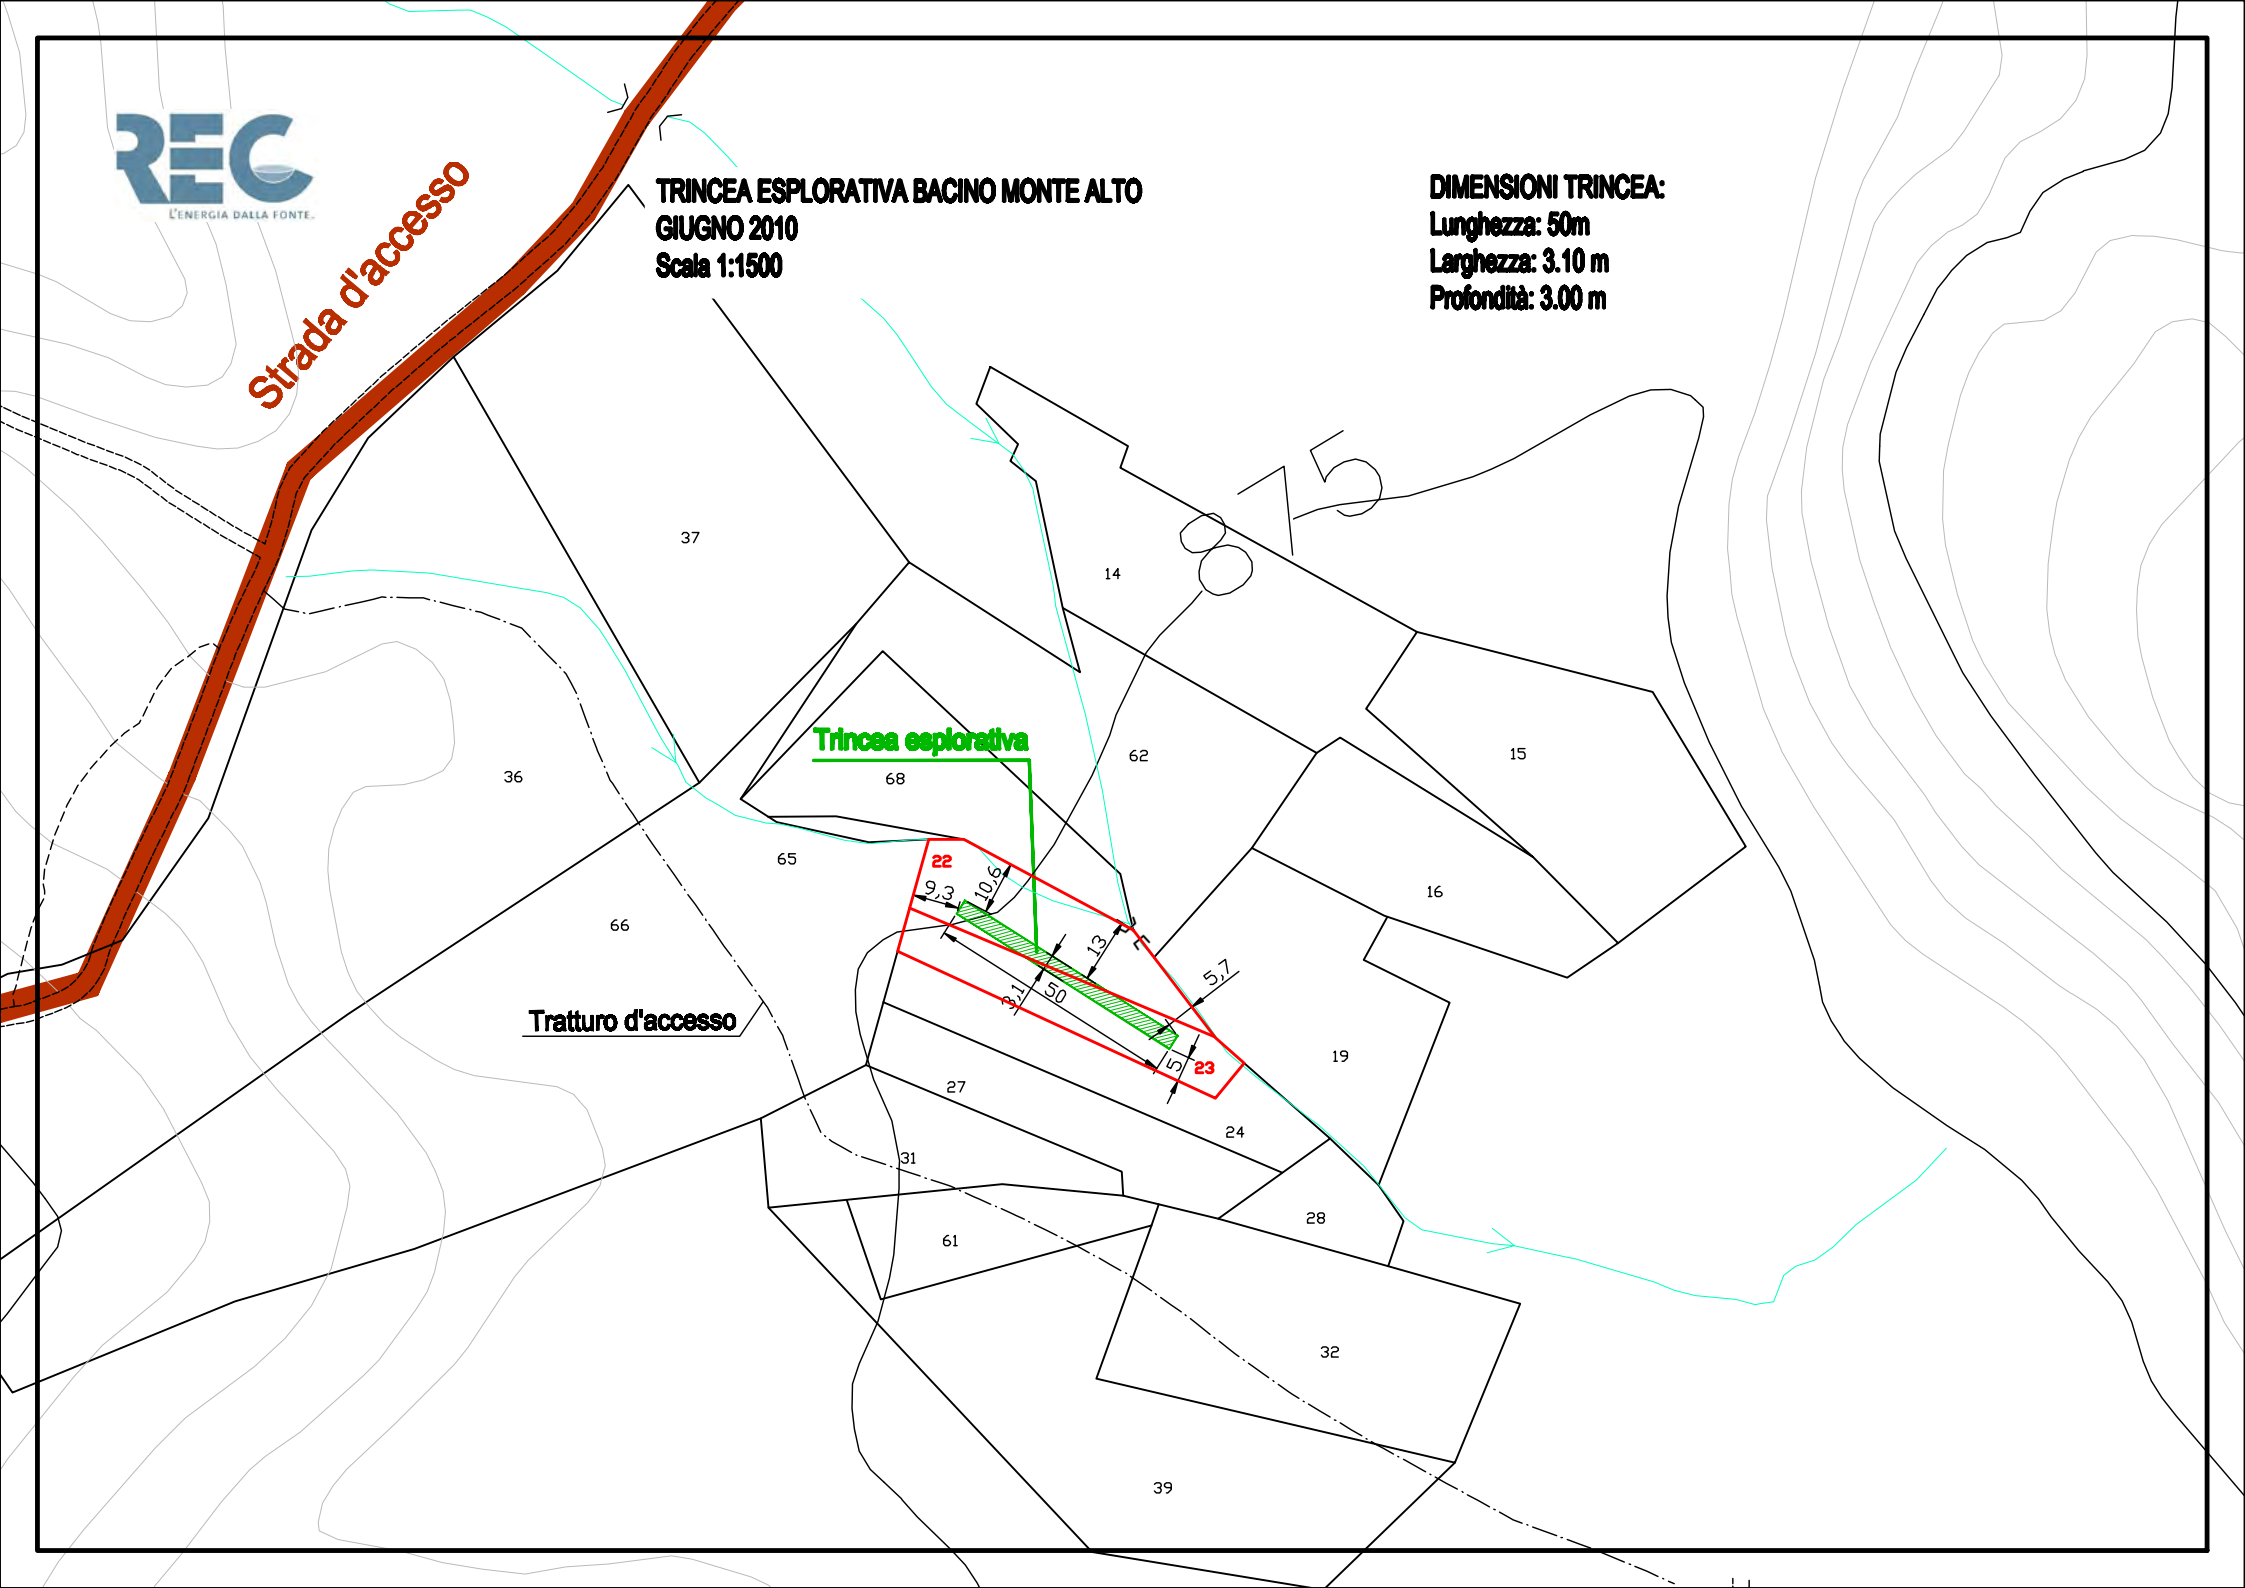 REC
L'ENERGIA DALLA FONTE.
Strada d'accesso
TRINCEA ESPLORATIVA BACINO MONTE ALTO
GIUGNO 2010
Scala 1:1500
DIMENSIONI TRINCEA:
Lunghezza: 50m
Larghezza: 3.10 m
Profondità: 3.00 m
875
37
14
Trincea esplorativa
62
15
36
68
65
22
9,3
10,6
16
66
13
5,7
3,1
50
Tratturo d'accesso
5
23
19
27
24
31
28
61
32
39